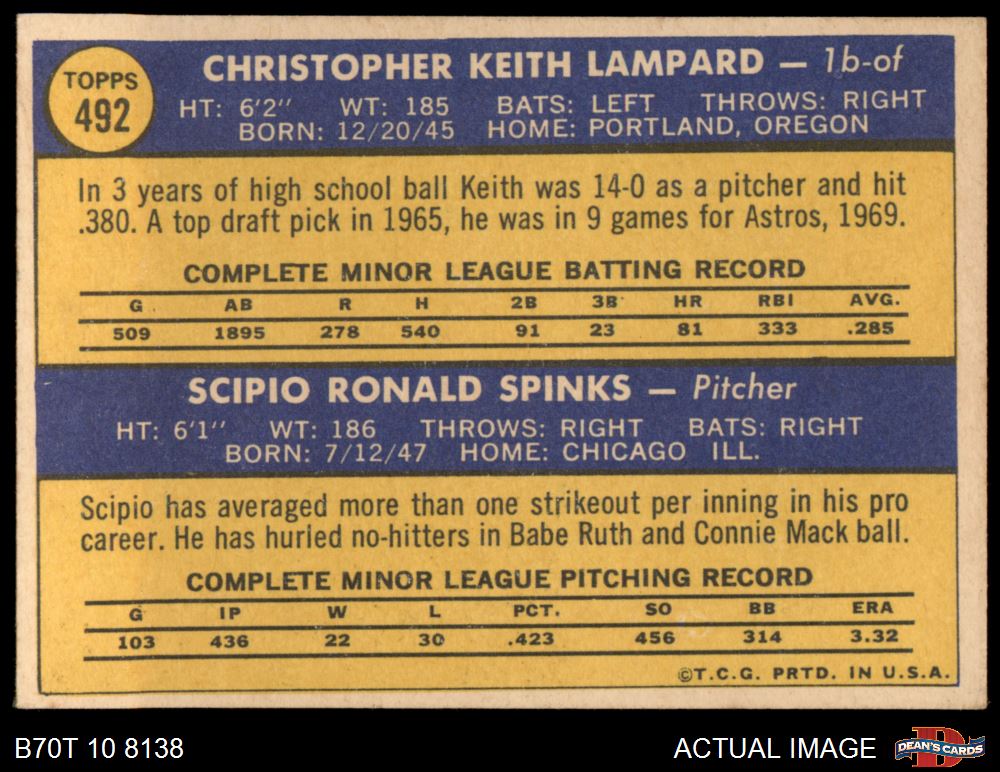 TOPPS
492
CHRISTOPHER KEITH LAMPARD — 1b-of
HT: 6'2" WT: 185 BATS: LEFT THROWS: RIGHT
BORN: 12/20/45 HOME: PORTLAND, OREGON
In 3 years of high school ball Keith was 14-0 as a pitcher and hit
.380. A top draft pick in 1965, he was in 9 games for Astros, 1969.
COMPLETE MINOR LEAGUE BATTING RECORD
G AB R H 2B 3B HR RBI AVG.
509 1895 278 540 91 23 81 333 .285
SCIPIO RONALD SPINKS — Pitcher
HT: 6'1" WT: 186 THROWS: RIGHT BATS: RIGHT
BORN: 7/12/47 HOME: CHICAGO ILL.
Scipio has averaged more than one strikeout per inning in his pro
career. He has hurled no-hitters in Babe Ruth and Connie Mack ball.
COMPLETE MINOR LEAGUE PITCHING RECORD
G IP W L PCT. SO BB ERA
103 436 22 30 .423 456 314 3.32
©T.C.G. PRTD. IN U.S.A.
B70T 10 8138
ACTUAL IMAGE
DEAN'S CARDS